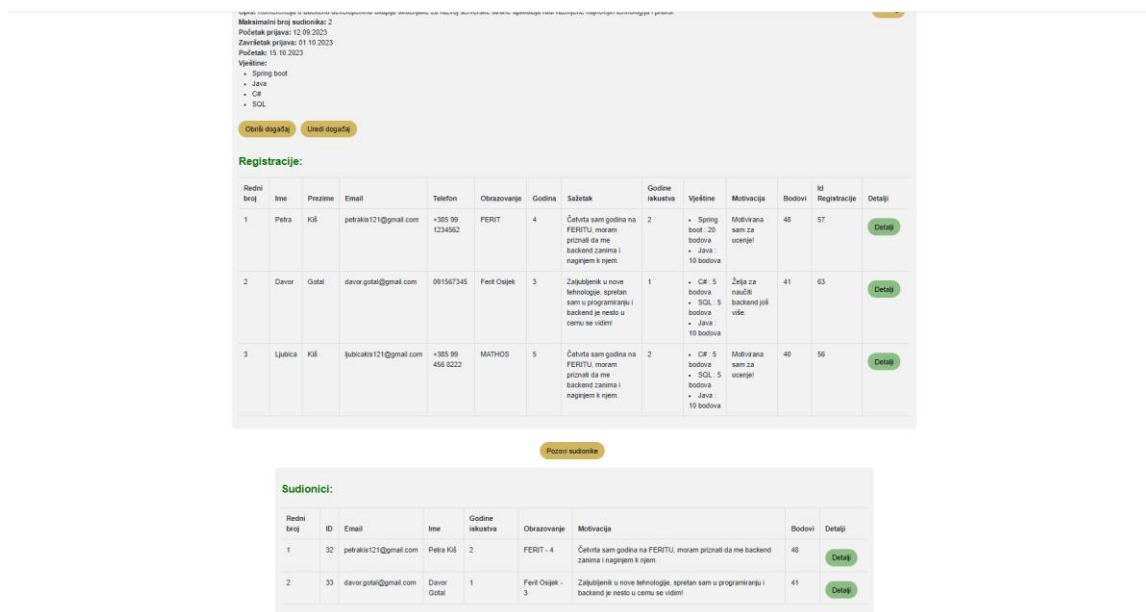 Maksimalni broj sudionika: 2
Početak prijava: 12.09.2023
Završetak prijava: 01.10.2023
Početak: 15.10.2023
Vještine:
Spring boot
Java
C#
SQL
Obriši događaj Uredi događaj
Registracije:
Redni broj Ime Prezime Email Telefon Obrazovanje Godina Sažetak Godine iskustva Vještine Motivacija Bodovi Id Registracije Detalji
1 Petra Kiš petrakis121@gmail.com +385 99 FERIT 4 Četvrta sam godina na 2 • Spring Motivirana 57 Detalji
1234562 FERITU, moram boot : 20 sam za
priznati da me bodova ucenje!
backend zanima i • Java :
naginjem k njem. 10 bodova
2 Davor Gotal davor.gotal@gmail.com 091567345 Ferit Osijek 3 Zaljubljenik u nove 1 • C# : 5 Želja za 41 63 Detalji
tehnologije, spretan bodova naučiti
sam u programiranju i • SQL : 5 backend još
backend je nesto u bodova više.
cemu se vidim! • Java :
10 bodova
3 Ljubica Kiš ljubicakis121@gmail.com +385 99 MATHOS 5 Četvrta sam godina na 2 • C# : 5 Motivirana 40 56 Detalji
456 8222 FERITU, moram bodova sam za
priznati da me • SQL : 5 ucenje!
backend zanima i bodova
naginjem k njem. • Java :
10 bodova
Pozovi sudionike
Sudionici:
Redni broj ID Email Ime Godine iskustva Obrazovanje Motivacija Bodovi Detalji
1 32 petrakis121@gmail.com Petra Kiš 2 FERIT - 4 Četvrta sam godina na FERITU, moram priznati da me backend Detalji
zanima i naginjem k njem.
2 33 davor.gotal@gmail.com Davor 1 Ferit Osijek - Zaljubljenik u nove tehnologije, spretan sam u programiranju i 41 Detalji
Gotal 3 backend je nesto u cemu se vidim!